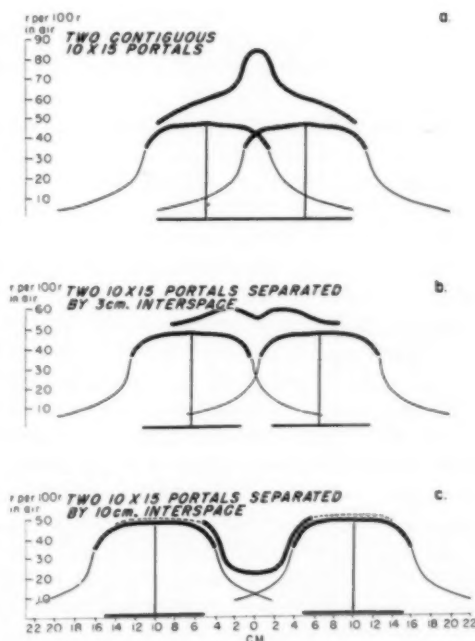 r per 100 r
in air
a.
TWO CONTIGUOUS
10 X 15 PORTALS
90
80
70
60
50
40
30
20
10
r per 100r
in air
b.
TWO 10 X 15 PORTALS SEPARATED
BY 3cm. INTERSPACE
60
50
40
30
20
10
r per 100r
in air
c.
TWO 10 X 15 PORTALS SEPARATED
BY 10cm. INTERSPACE
50
40
30
20
10
22 20 18 16 14 12 10 8 6 4 2 0 2 4 6 8 10 12 14 16 18 20 22
CM.